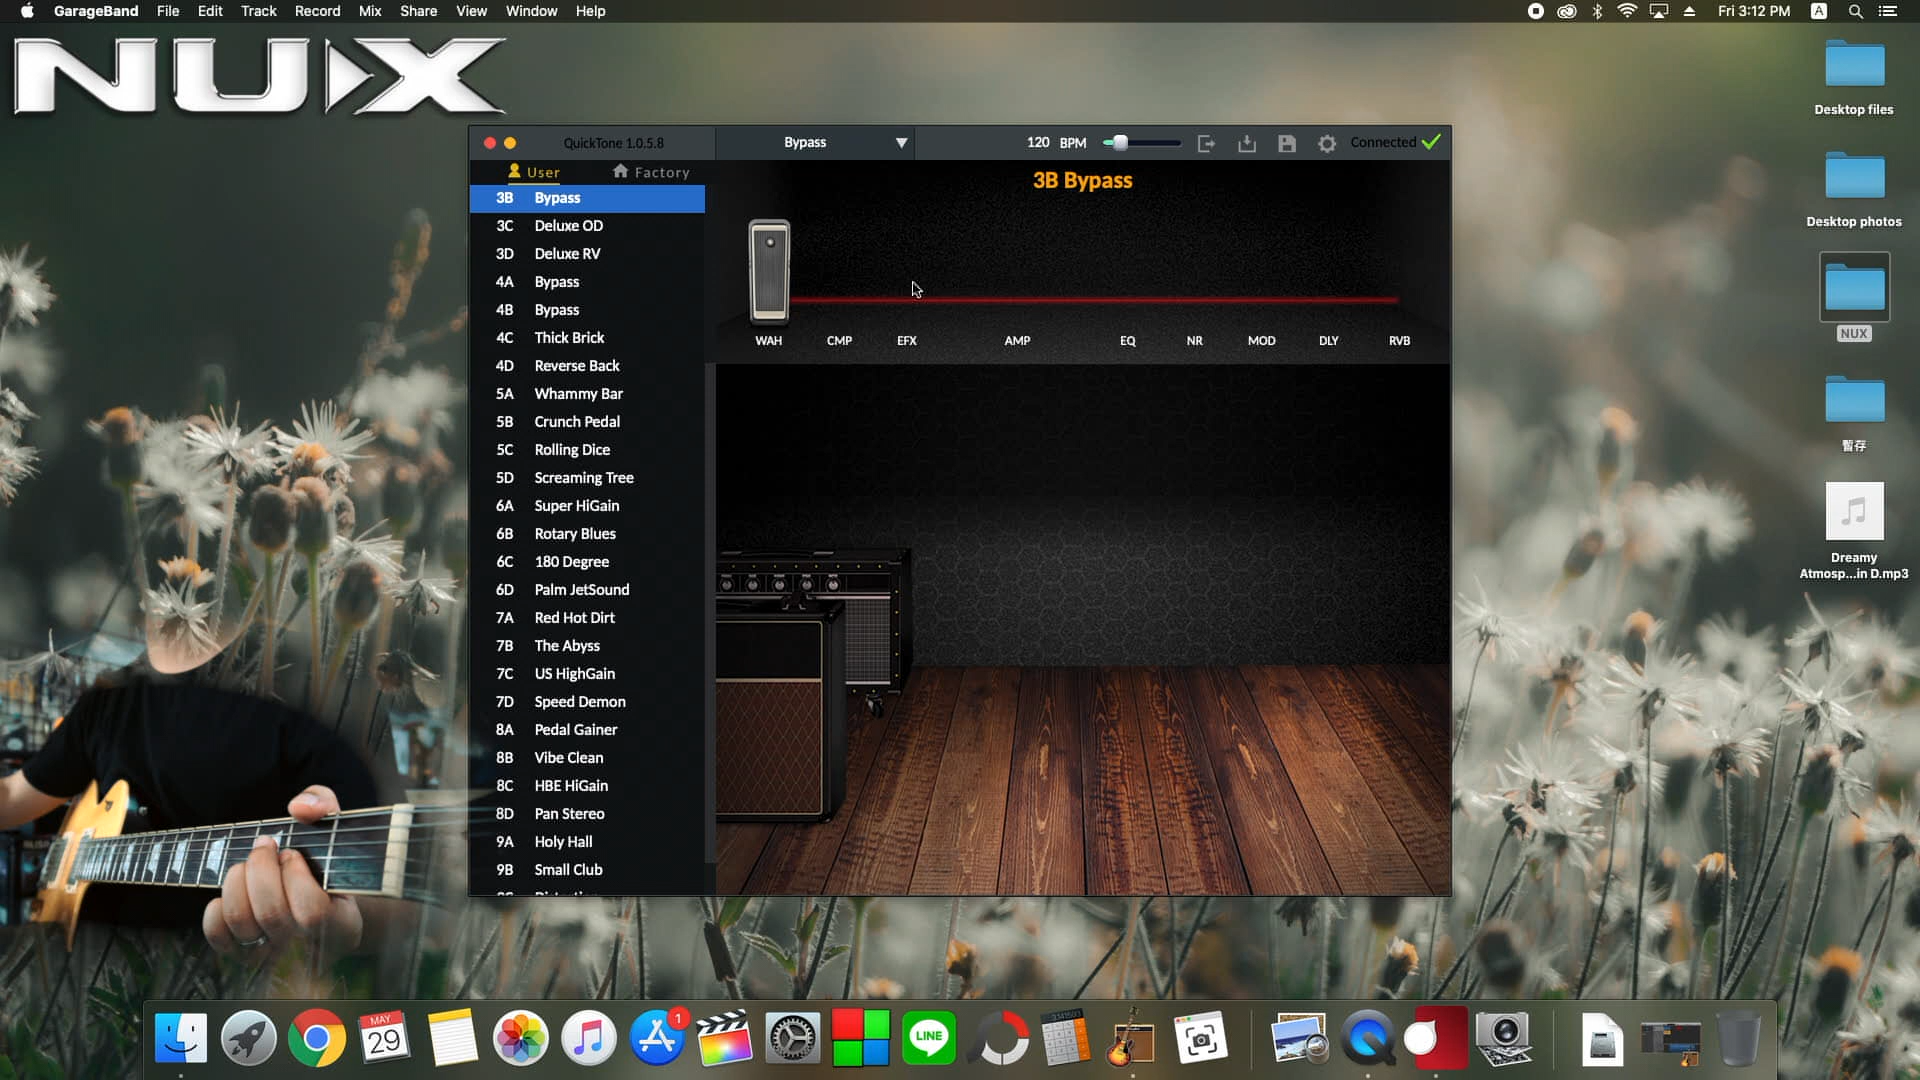 GarageBand File Edit Track Record Mix Share View Window Help
Fri 3:12 PM A
NUX
Desktop files
Desktop photos
NUX
暫存
Dreamy
Atmosp...in D.mp3
QuickTone 1.0.5.8
Bypass
120 BPM
Connected
User
Factory
3B Bypass
3B Bypass
3C Deluxe OD
3D Deluxe RV
4A Bypass
4B Bypass
4C Thick Brick
4D Reverse Back
5A Whammy Bar
5B Crunch Pedal
5C Rolling Dice
5D Screaming Tree
6A Super HiGain
6B Rotary Blues
6C 180 Degree
6D Palm JetSound
7A Red Hot Dirt
7B The Abyss
7C US HighGain
7D Speed Demon
8A Pedal Gainer
8B Vibe Clean
8C HBE HiGain
8D Pan Stereo
9A Holy Hall
9B Small Club
WAH CMP EFX AMP EQ NR MOD DLY RVB
MAY
29
1
LINE